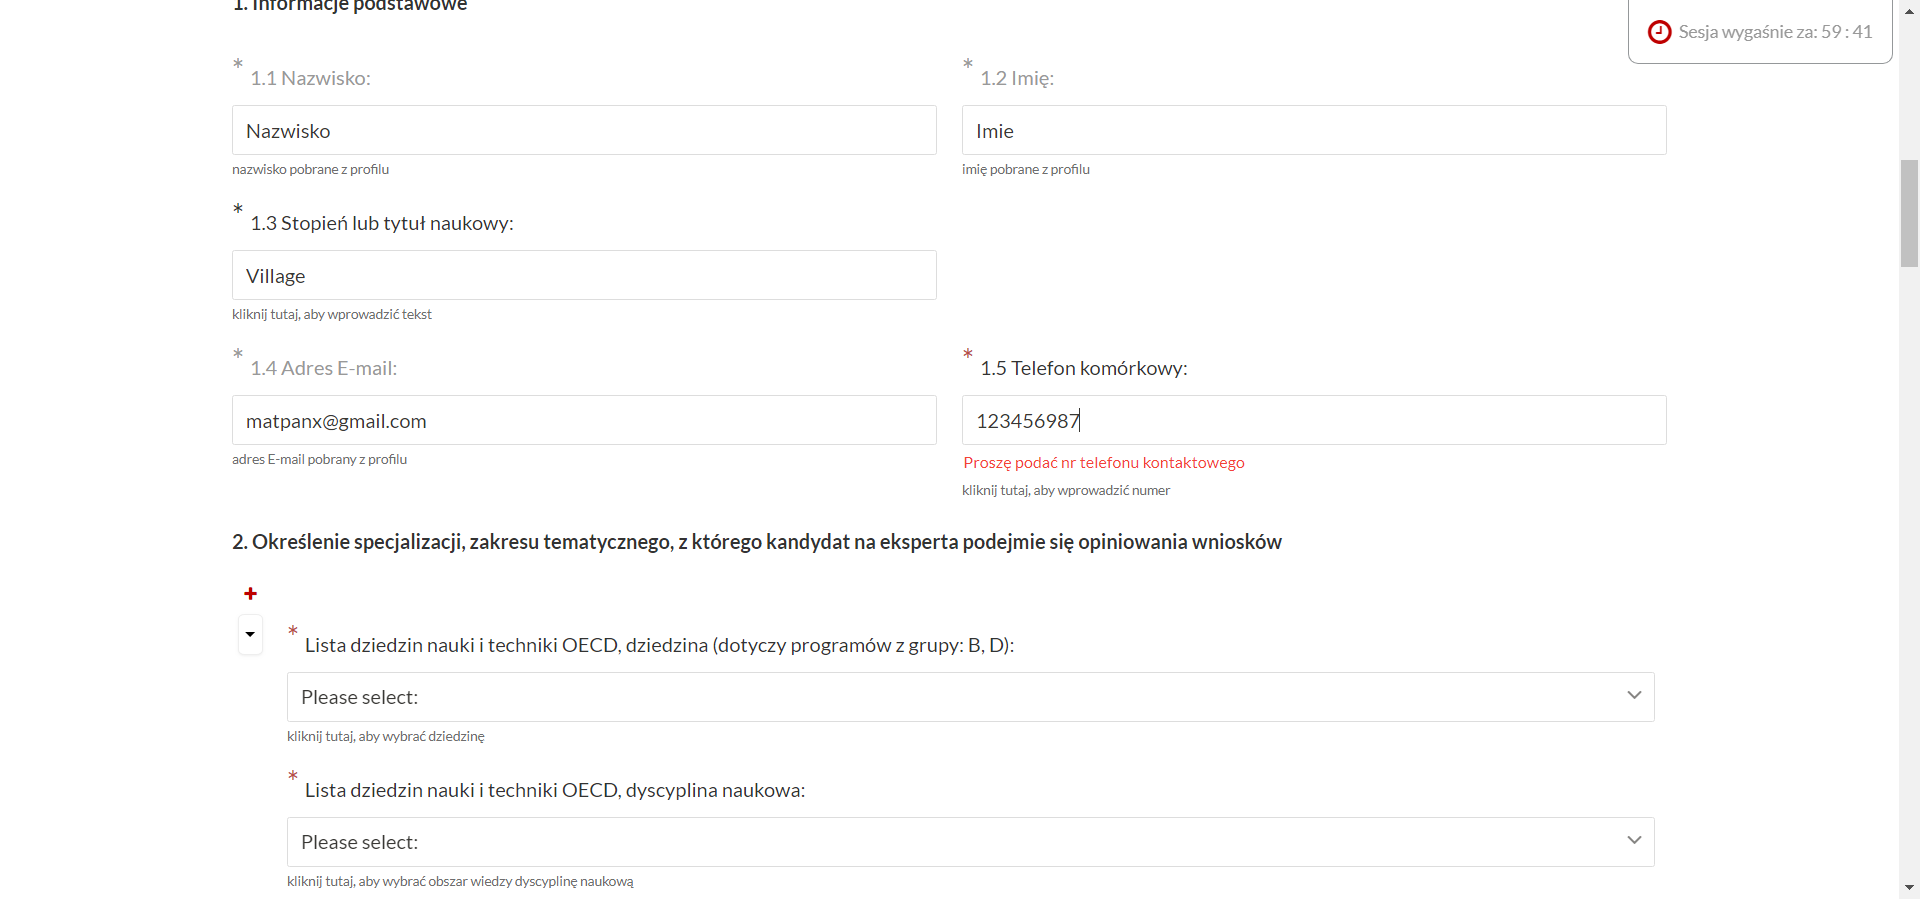 1. Informacje podstawowe
Sesja wygaśnie za: 59 : 41
* 1.1 Nazwisko:
* 1.2 Imię:
Nazwisko
Imie
nazwisko pobrane z profilu
imię pobrane z profilu
* 1.3 Stopień lub tytuł naukowy:
Village
kliknij tutaj, aby wprowadzić tekst
* 1.4 Adres E-mail:
* 1.5 Telefon komórkowy:
matpanx@gmail.com
123456987
adres E-mail pobrany z profilu
Proszę podać nr telefonu kontaktowego
kliknij tutaj, aby wprowadzić numer
2. Określenie specjalizacji, zakresu tematycznego, z którego kandydat na eksperta podejmie się opiniowania wniosków
* Lista dziedzin nauki i techniki OECD, dziedzina (dotyczy programów z grupy: B, D):
Please select:
kliknij tutaj, aby wybrać dziedzinę
* Lista dziedzin nauki i techniki OECD, dyscyplina naukowa:
Please select:
kliknij tutaj, aby wybrać obszar wiedzy dyscyplinę naukową